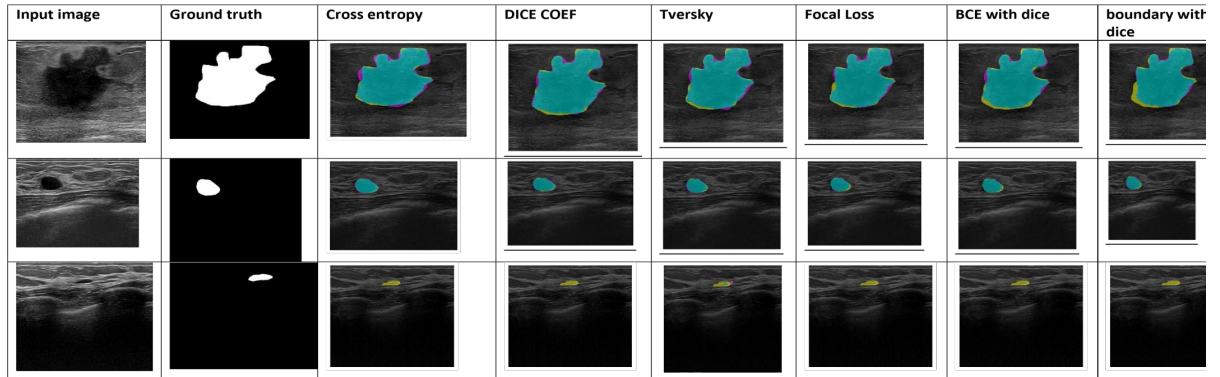 Input image
Ground truth
Cross entropy
DICE COEF
Tversky
Focal Loss
BCE with dice
boundary with
dice